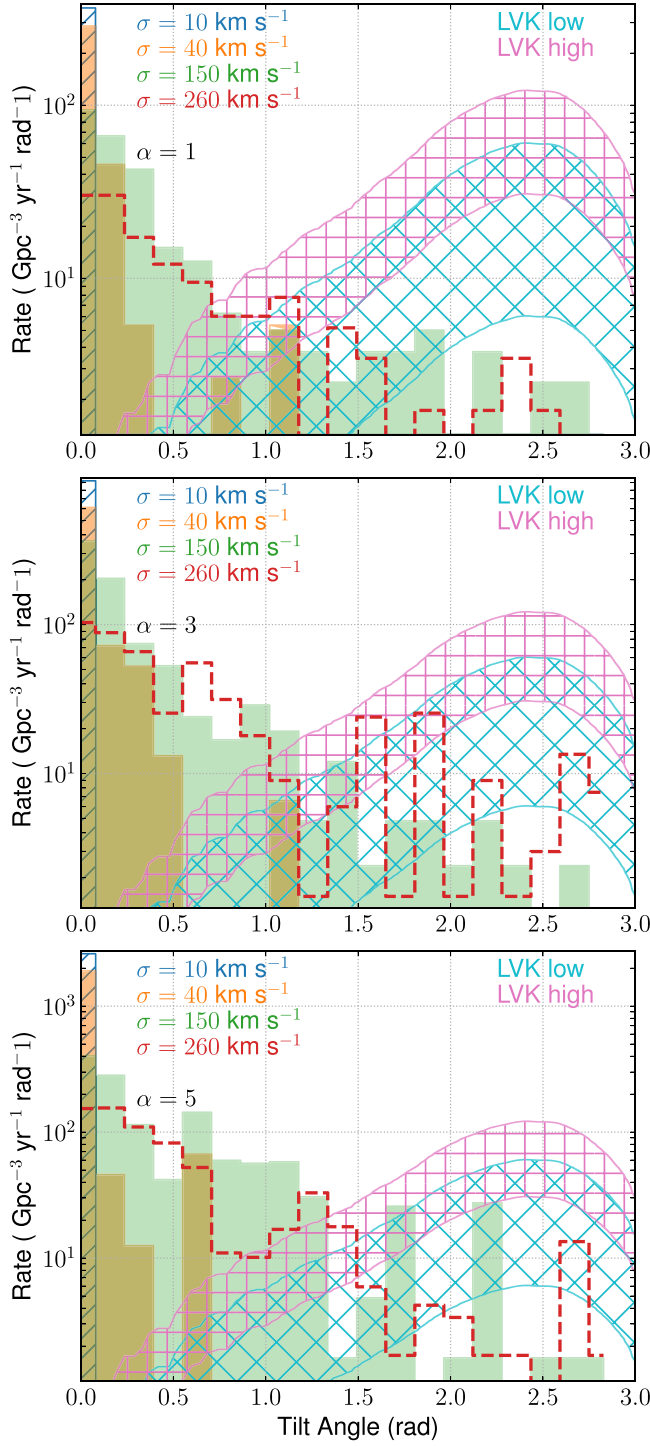 σ = 10 km s⁻¹ LVK low
σ = 40 km s⁻¹ LVK high
σ = 150 km s⁻¹
σ = 260 km s⁻¹
10²
α = 1
10¹
Rate ( Gpc⁻³ yr⁻¹ rad⁻1)
0.0 0.5 1.0 1.5 2.0 2.5 3.0
σ = 10 km s⁻¹ LVK low
σ = 40 km s⁻¹ LVK high
σ = 150 km s⁻¹
σ = 260 km s⁻¹
10²
α = 3
10¹
Rate ( Gpc⁻³ yr⁻¹ rad⁻1)
0.0 0.5 1.0 1.5 2.0 2.5 3.0
σ = 10 km s⁻¹ LVK low
σ = 40 km s⁻¹ LVK high
10³
σ = 150 km s⁻¹
σ = 260 km s⁻¹
α = 5
10²
10¹
Rate ( Gpc⁻³ yr⁻¹ rad⁻1)
0.0 0.5 1.0 1.5 2.0 2.5 3.0
Tilt Angle (rad)